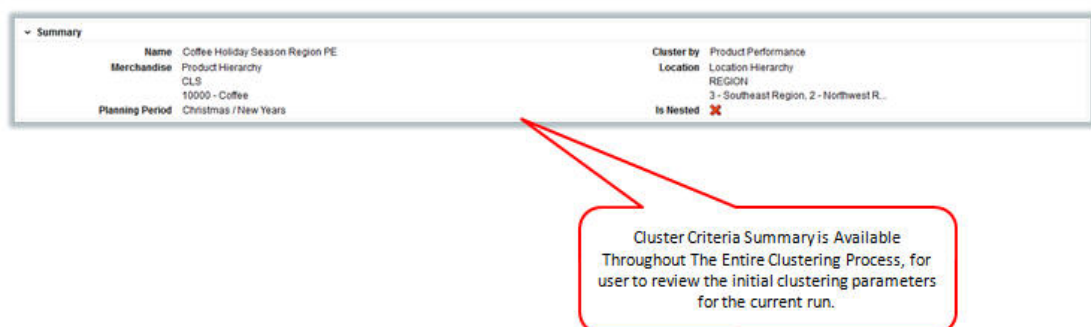 Summary
Name Coffee Holiday Season Region PE Cluster by Product Performance
Merchandise Product Hierarchy Location Location Hierarchy
CLS REGION
10000 - Coffee 3 - Southeast Region, 2 - Northwest R...
Planning Period Christmas / New Years Is Nested
Cluster Criteria Summary is Available
Throughout The Entire Clustering Process, for
user to review the initial clustering parameters
for the current run.